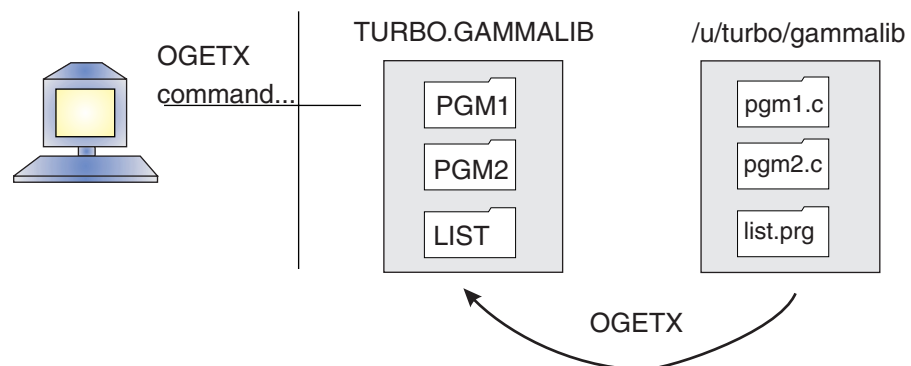 OGETX
command...
TURBO.GAMMALIB
PGM1
PGM2
LIST
/u/turbo/gammalib
pgm1.c
pgm2.c
list.prg
OGETX